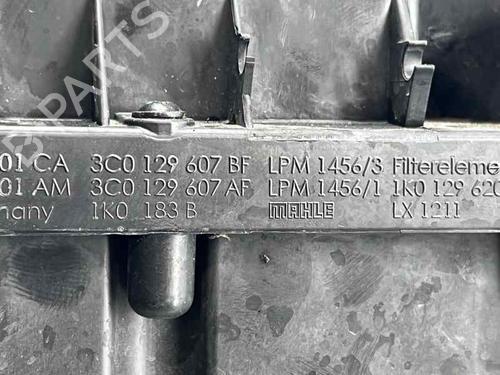 01 CA 3C0 129 607 BF LPM 1456/3 Filtereleme
01 AM 3C0 129 607 AF LPM 1456/1 1K0 129 620
many 1K0 183 B MAHLE LX 1211